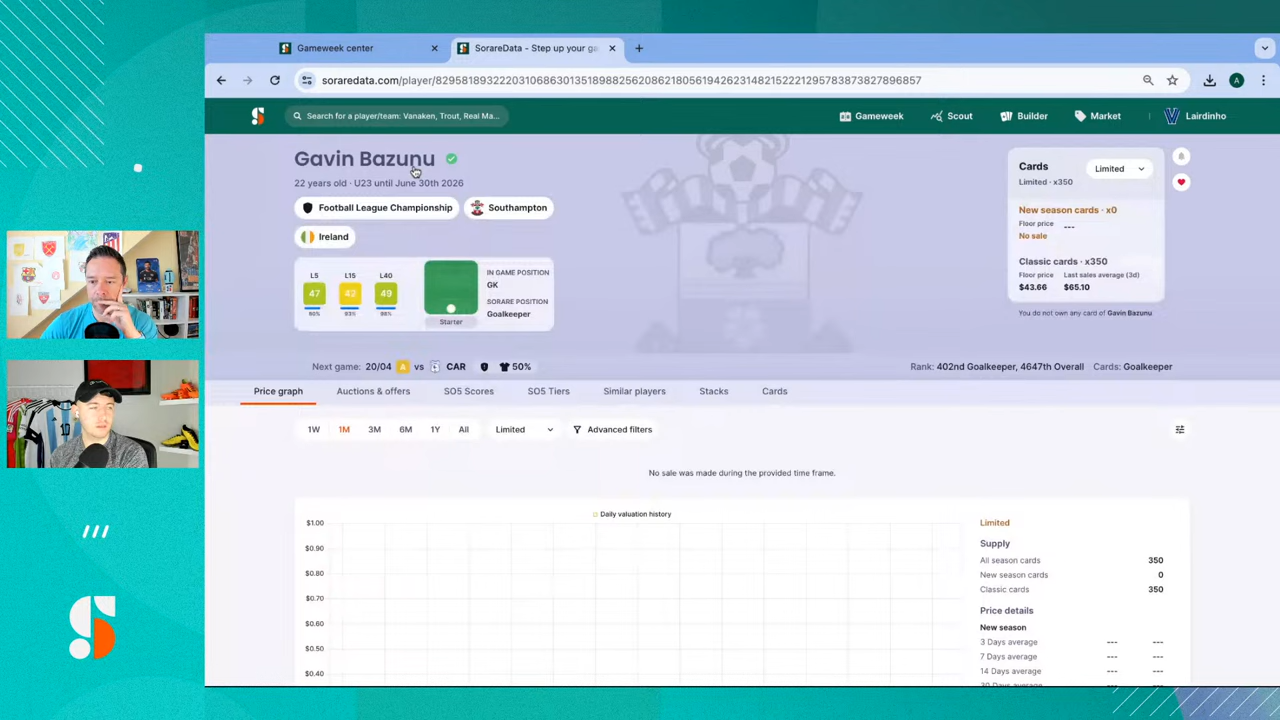 Gameweek center
SorareData - Step up your ga
soraredata.com/player/82958189322203106863013518988256208621805619426231482152221295783873827896857
A
Search for a player/team: Vanaken, Trout, Real Ma...
Gameweek
Scout
Builder
Market
Lairdinho
Gavin Bazunu
22 years old · U23 until June 30th 2026
Football League Championship
Southampton
Ireland
L5
L15
L40
47
42
49
60%
93%
98%
Starter
IN GAME POSITION
GK
SORARE POSITION
Goalkeeper
Cards
Limited · x350
Limited
New season cards · x0
Floor price
---
No sale
Classic cards · x350
Floor price
Last sales average (3d)
$43.66
$65.10
You do not own any card of Gavin Bazunu
Next game: 20/04 A vs CAR 50%
Rank: 402nd Goalkeeper, 4647th Overall Cards: Goalkeeper
Price graph
Auctions & offers
SO5 Scores
SO5 Tiers
Similar players
Stacks
Cards
1W
1M
3M
6M
1Y
All
Limited
Advanced filters
No sale was made during the provided time frame.
Daily valuation history
$1.00
$0.90
$0.80
$0.70
$0.60
$0.50
$0.40
Limited
Supply
All season cards 350
New season cards 0
Classic cards 350
Price details
New season
3 Days average --- ---
7 Days average --- ---
14 Days average --- ---
30 Days average --- ---